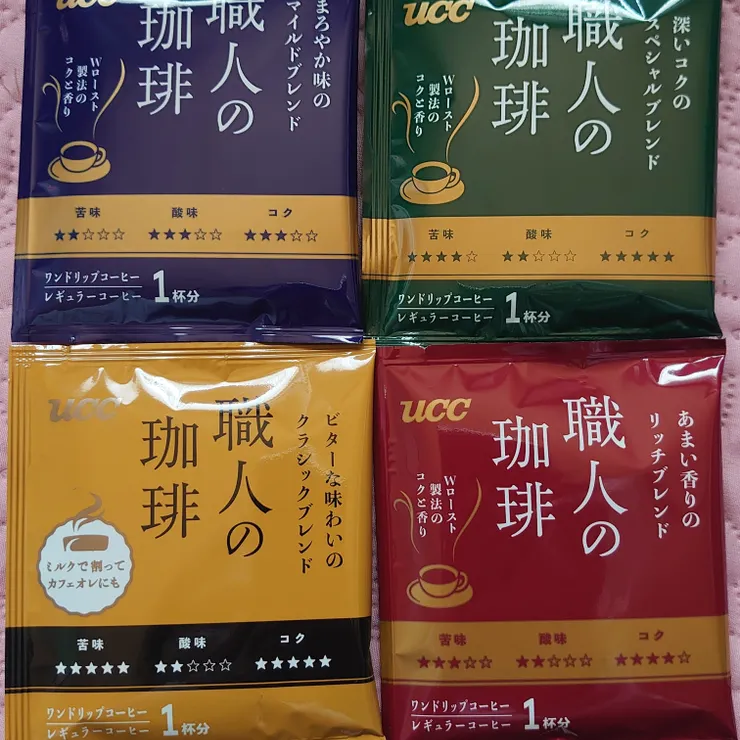 ucc
まろやか味の
マイルドブレンド
職人の
珈琲
Wロースト
製法の
コクと香り
苦味 酸味 コク
★★☆☆☆ ★★★☆☆ ★★★☆☆
ワンドリップコーヒー
レギュラーコーヒー
1杯分
ucc
深いコクの
スペシャルブレンド
職人の
珈琲
Wロースト
製法の
コクと香り
苦味 酸味 コク
★★★★☆ ★★☆☆☆ ★★★★★
ワンドリップコーヒー
レギュラーコーヒー
1杯分
ucc
ビターな味わいの
クラシックブレンド
職人の
珈琲
ミルクで割って
カフェオレにも
苦味 酸味 コク
★★★★★ ★★☆☆☆ ★★★★★
ワンドリップコーヒー
レギュラーコーヒー
1杯分
ucc
あまい香りの
リッチブレンド
職人の
珈琲
Wロースト
製法の
コクと香り
苦味 酸味 コク
★★★☆☆ ★★☆☆☆ ★★★★☆
ワンドリップコーヒー
レギュラーコーヒー
1杯分